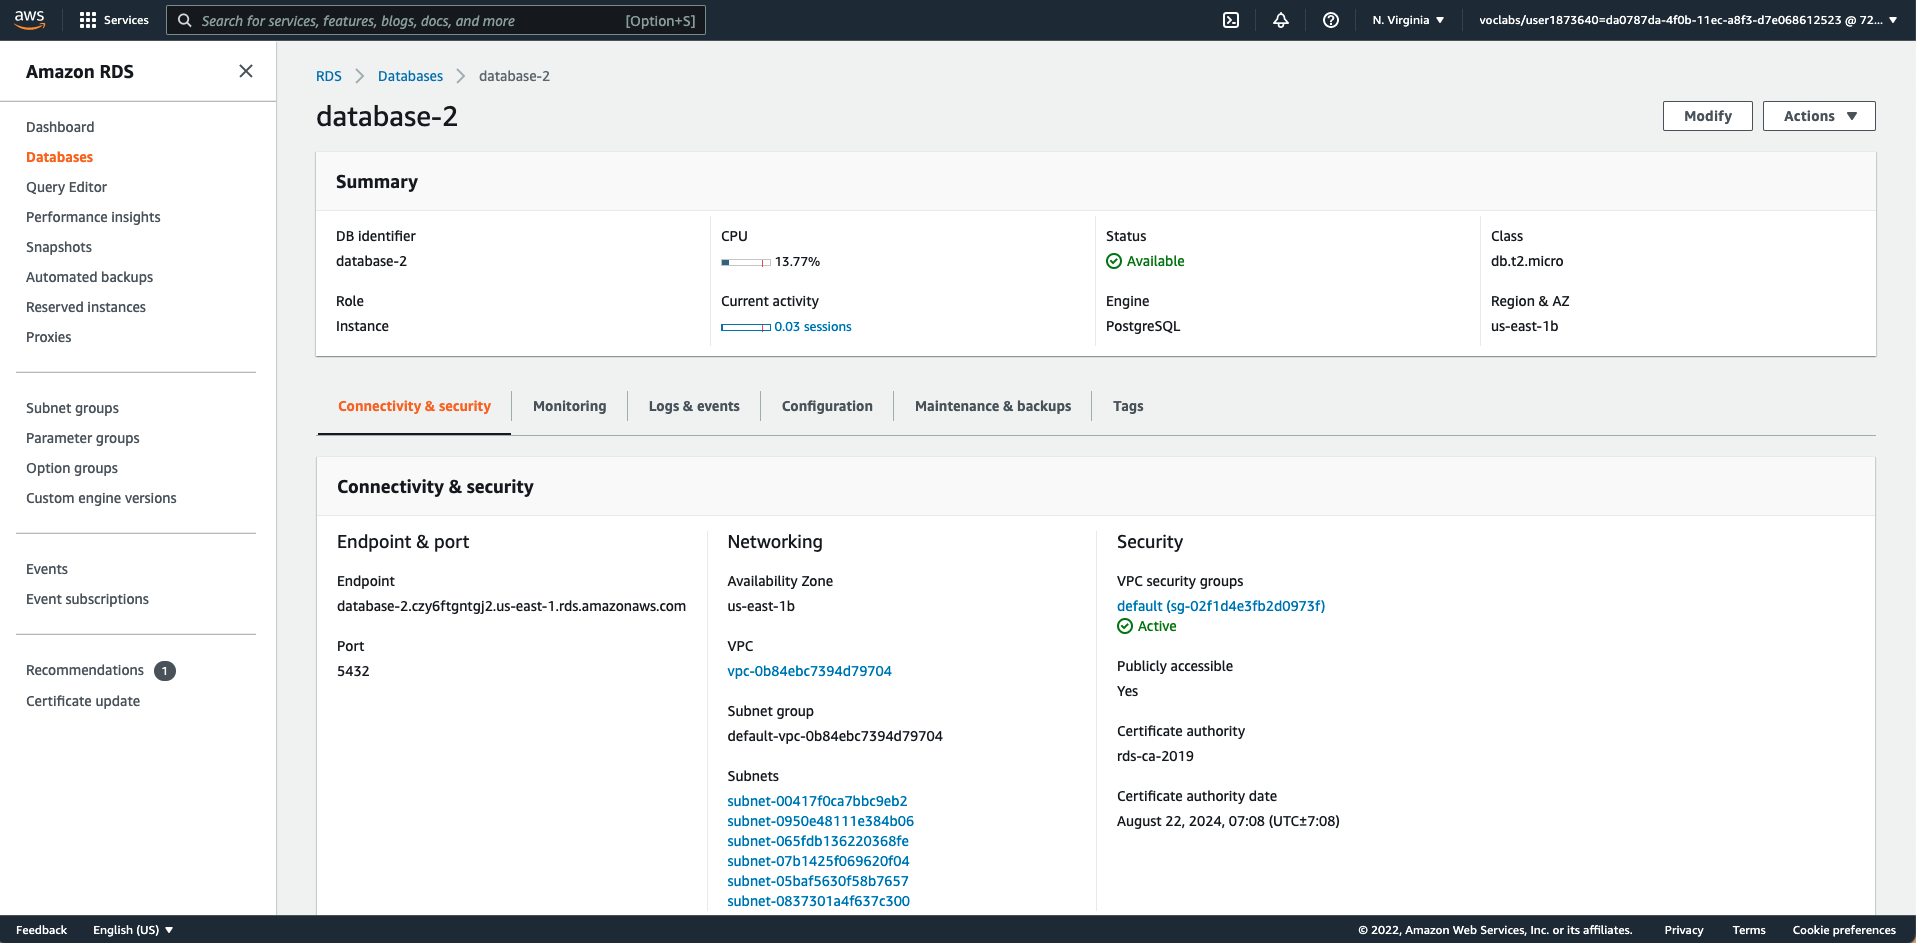 aws
Services
Search for services, features, blogs, docs, and more [Option+S]
N. Virginia
voclabs/user1873640=da0787da-4f0b-11ec-a8f3-d7e068612523 @ 72...
Amazon RDS
Dashboard
Databases
Query Editor
Performance insights
Snapshots
Automated backups
Reserved instances
Proxies
Subnet groups
Parameter groups
Option groups
Custom engine versions
Events
Event subscriptions
Recommendations 1
Certificate update
RDS Databases database-2
database-2
Modify
Actions
Summary
DB identifier
database-2
CPU
13.77%
Status
Available
Class
db.t2.micro
Role
Instance
Current activity
0.03 sessions
Engine
PostgreSQL
Region & AZ
us-east-1b
Connectivity & security
Monitoring
Logs & events
Configuration
Maintenance & backups
Tags
Connectivity & security
Endpoint & port
Endpoint
database-2.czy6ftgntgj2.us-east-1.rds.amazonaws.com
Port
5432
Networking
Availability Zone
us-east-1b
VPC
vpc-0b84ebc7394d79704
Subnet group
default-vpc-0b84ebc7394d79704
Subnets
subnet-00417f0ca7bbc9eb2
subnet-0950e48111e384b06
subnet-065fdb136220368fe
subnet-07b1425f069620f04
subnet-05baf5630f58b7657
subnet-0837301a4f637c300
Security
VPC security groups
default (sg-02f1d4e3fb2d0973f)
Active
Publicly accessible
Yes
Certificate authority
rds-ca-2019
Certificate authority date
August 22, 2024, 07:08 (UTC±7:08)
Feedback
English (US)
© 2022, Amazon Web Services, Inc. or its affiliates.
Privacy
Terms
Cookie preferences